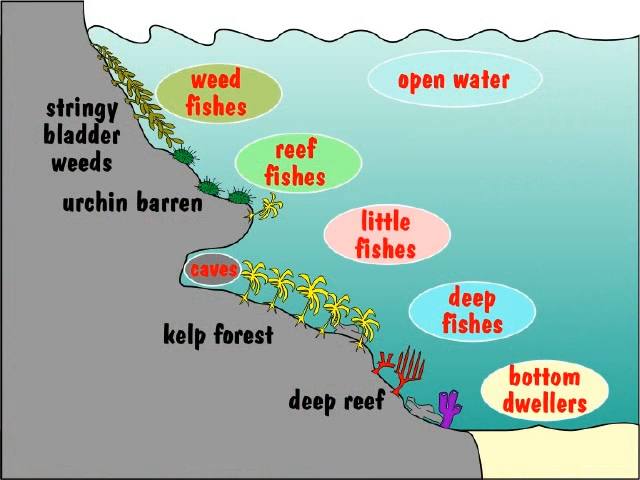 weed
fishes
open water
stringy
bladder
weeds
reef
fishes
urchin barren
little
fishes
caves
deep
fishes
kelp forest
bottom
dwellers
deep reef